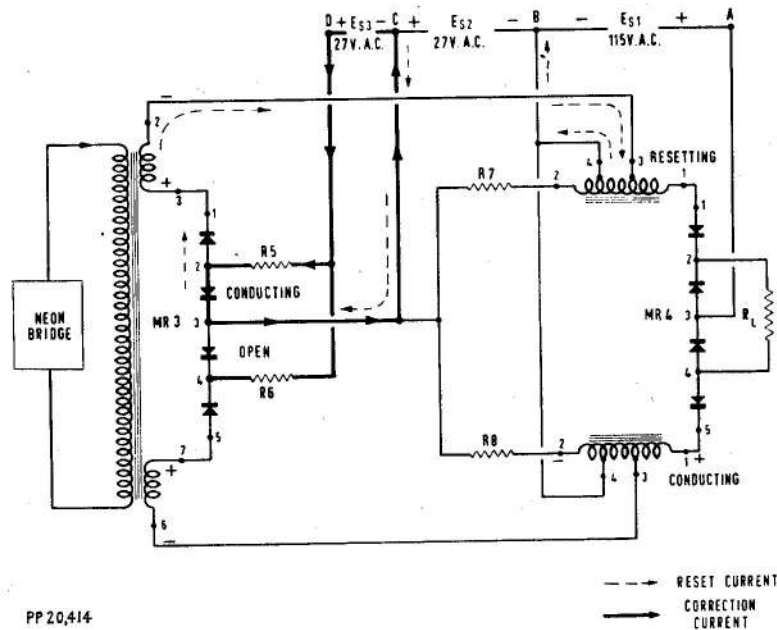 D + ES3 - C + ES2 - B - ES1 + A
27V. A.C. 27V. A.C. 115V. A.C.
-
2
+
3
1
4 3 RESETTING
R7 2 1
1
R5
2
CONDUCTING
2
MR 3 3
MR4 3
RL
OPEN
4
R6
4
NEON
BRIDGE
5
5
R8 2
-
1 +
7
+
4 3
CONDUCTING
6
-
RESET CURRENT
CORRECTION
CURRENT
PP 20,414